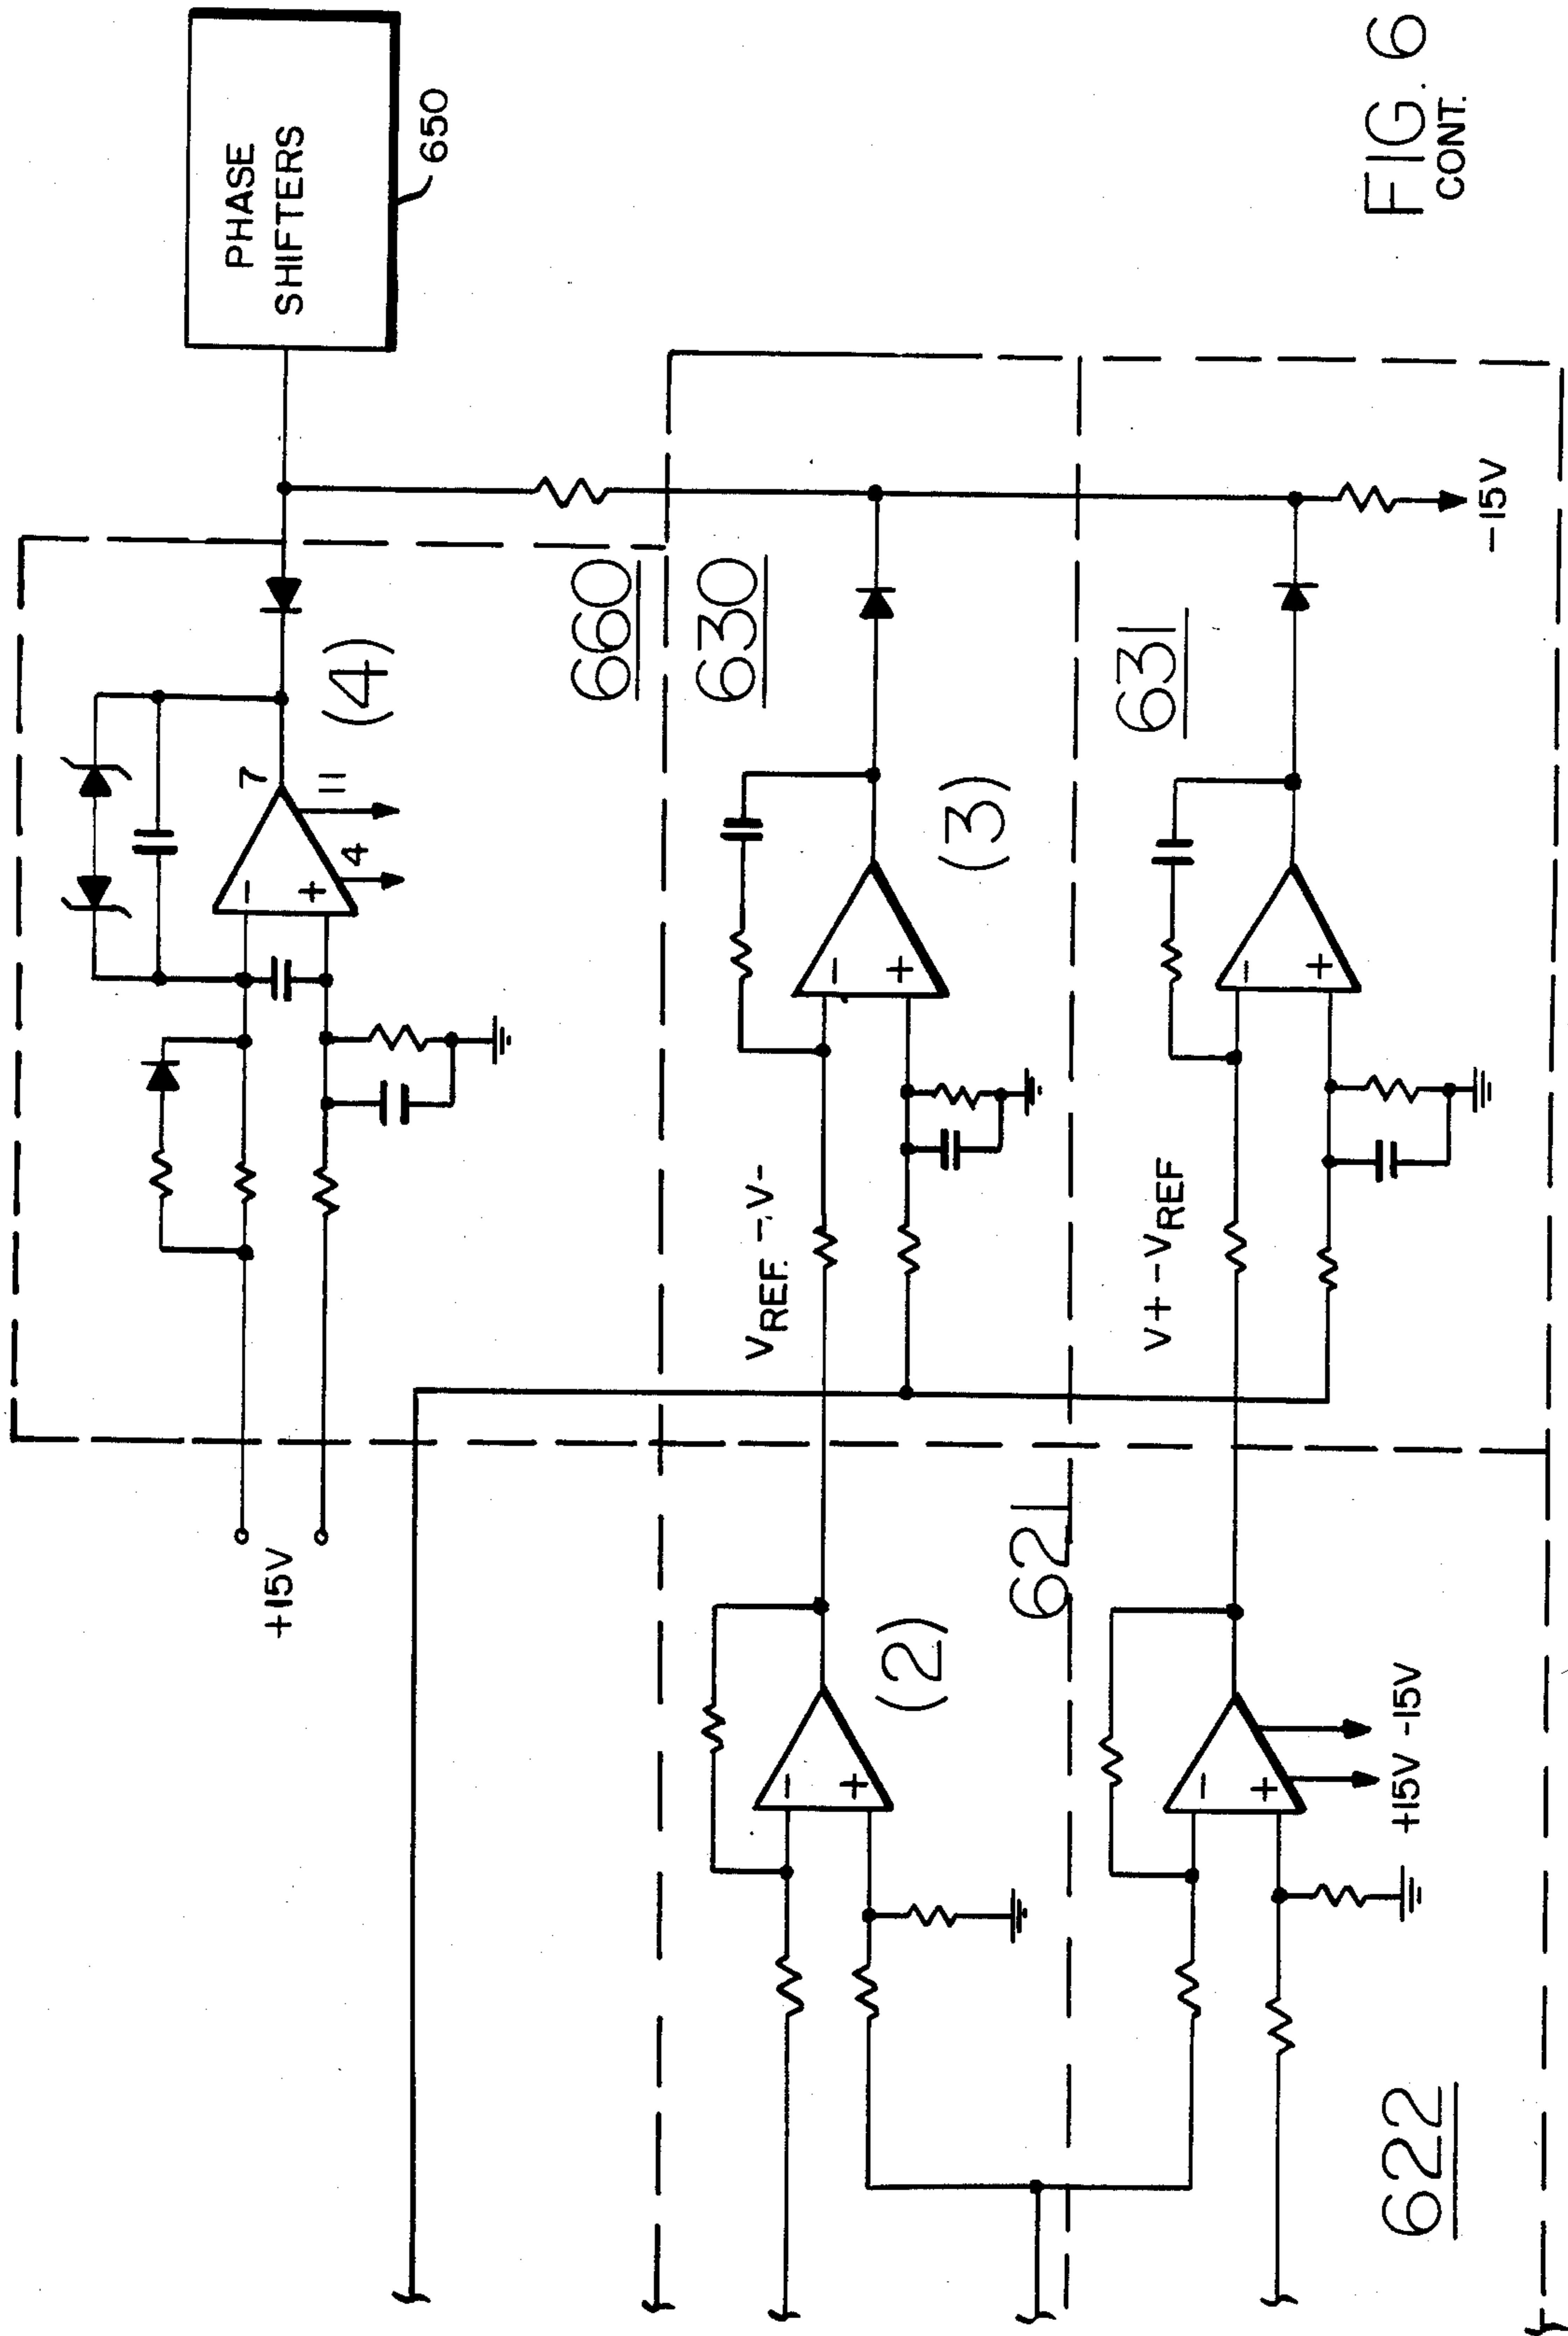 PHASE
SHIFTERS
650
FIG. 6
CONT.
660
(4)
7
11
4
-
+
+15V
630
(3)
-
+
VREF.-V-
631
-
+
V+-VREF
-15V
621
(2)
-
+
622
-
+
+15V -15V